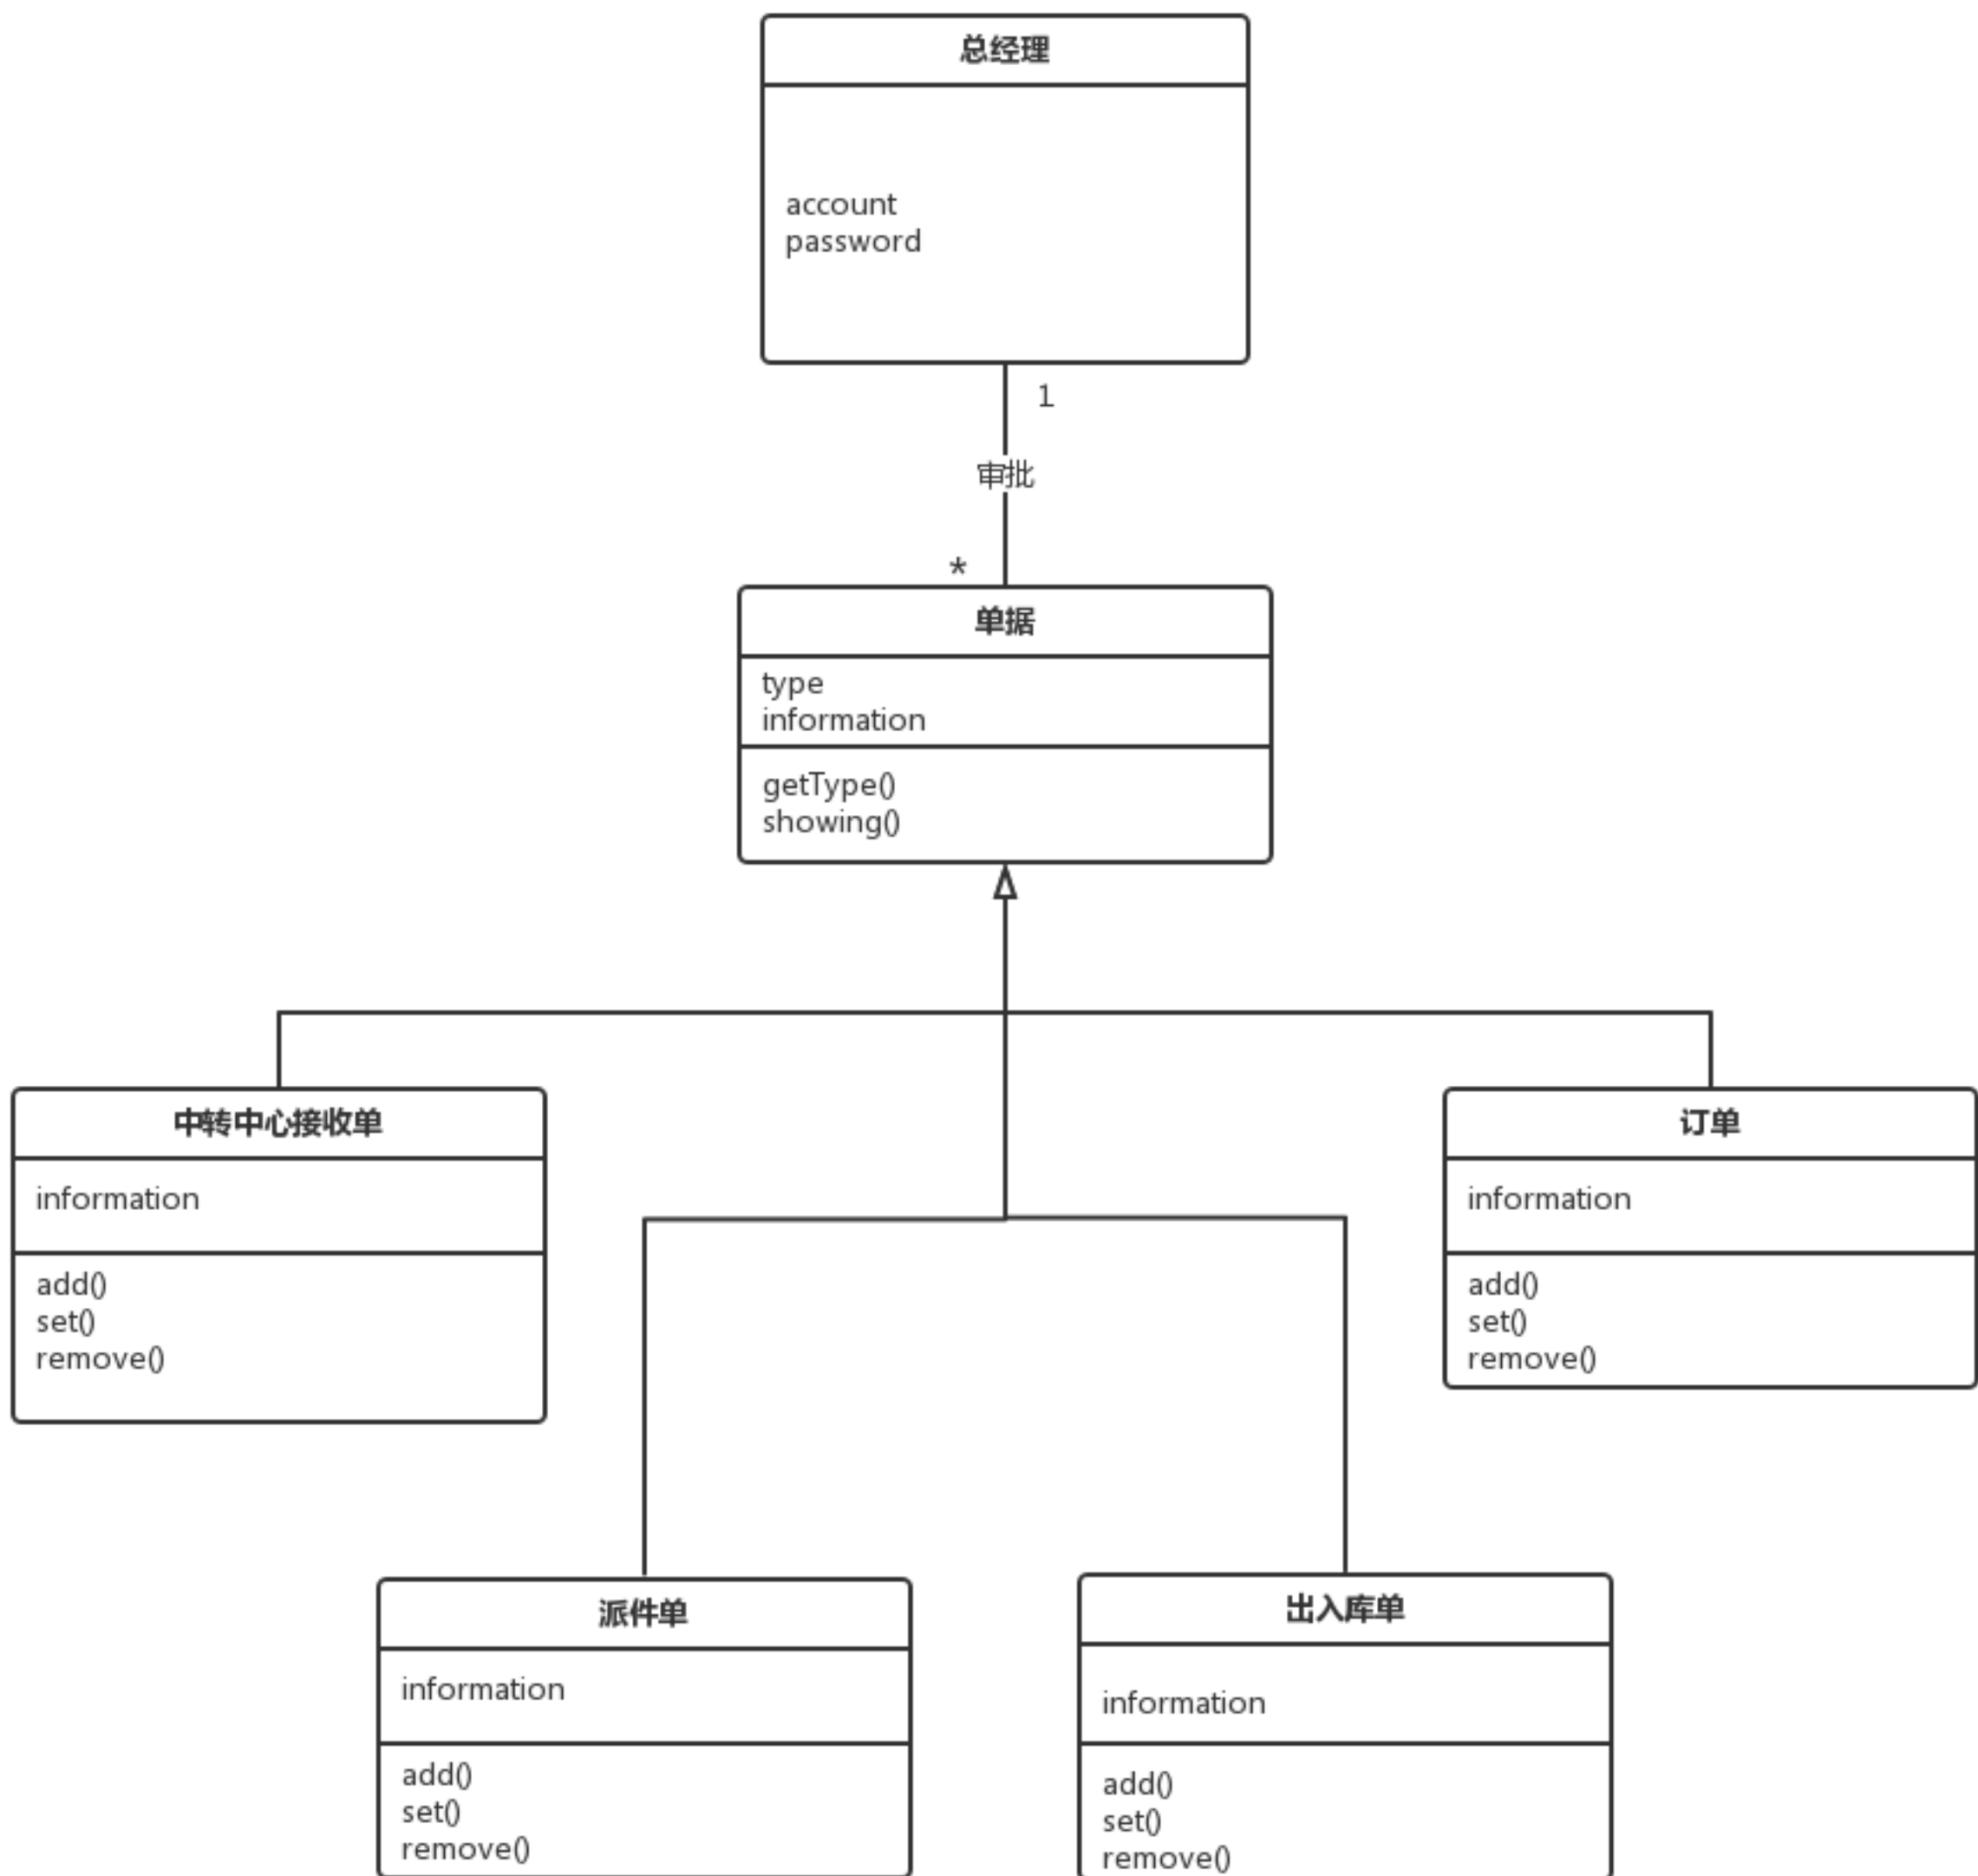 总经理
account
password
1
审批
*
单据
type
information
getType()
showing()
中转中心接收单
information
add()
set()
remove()
订单
information
add()
set()
remove()
派件单
information
add()
set()
remove()
出入库单
information
add()
set()
remove()